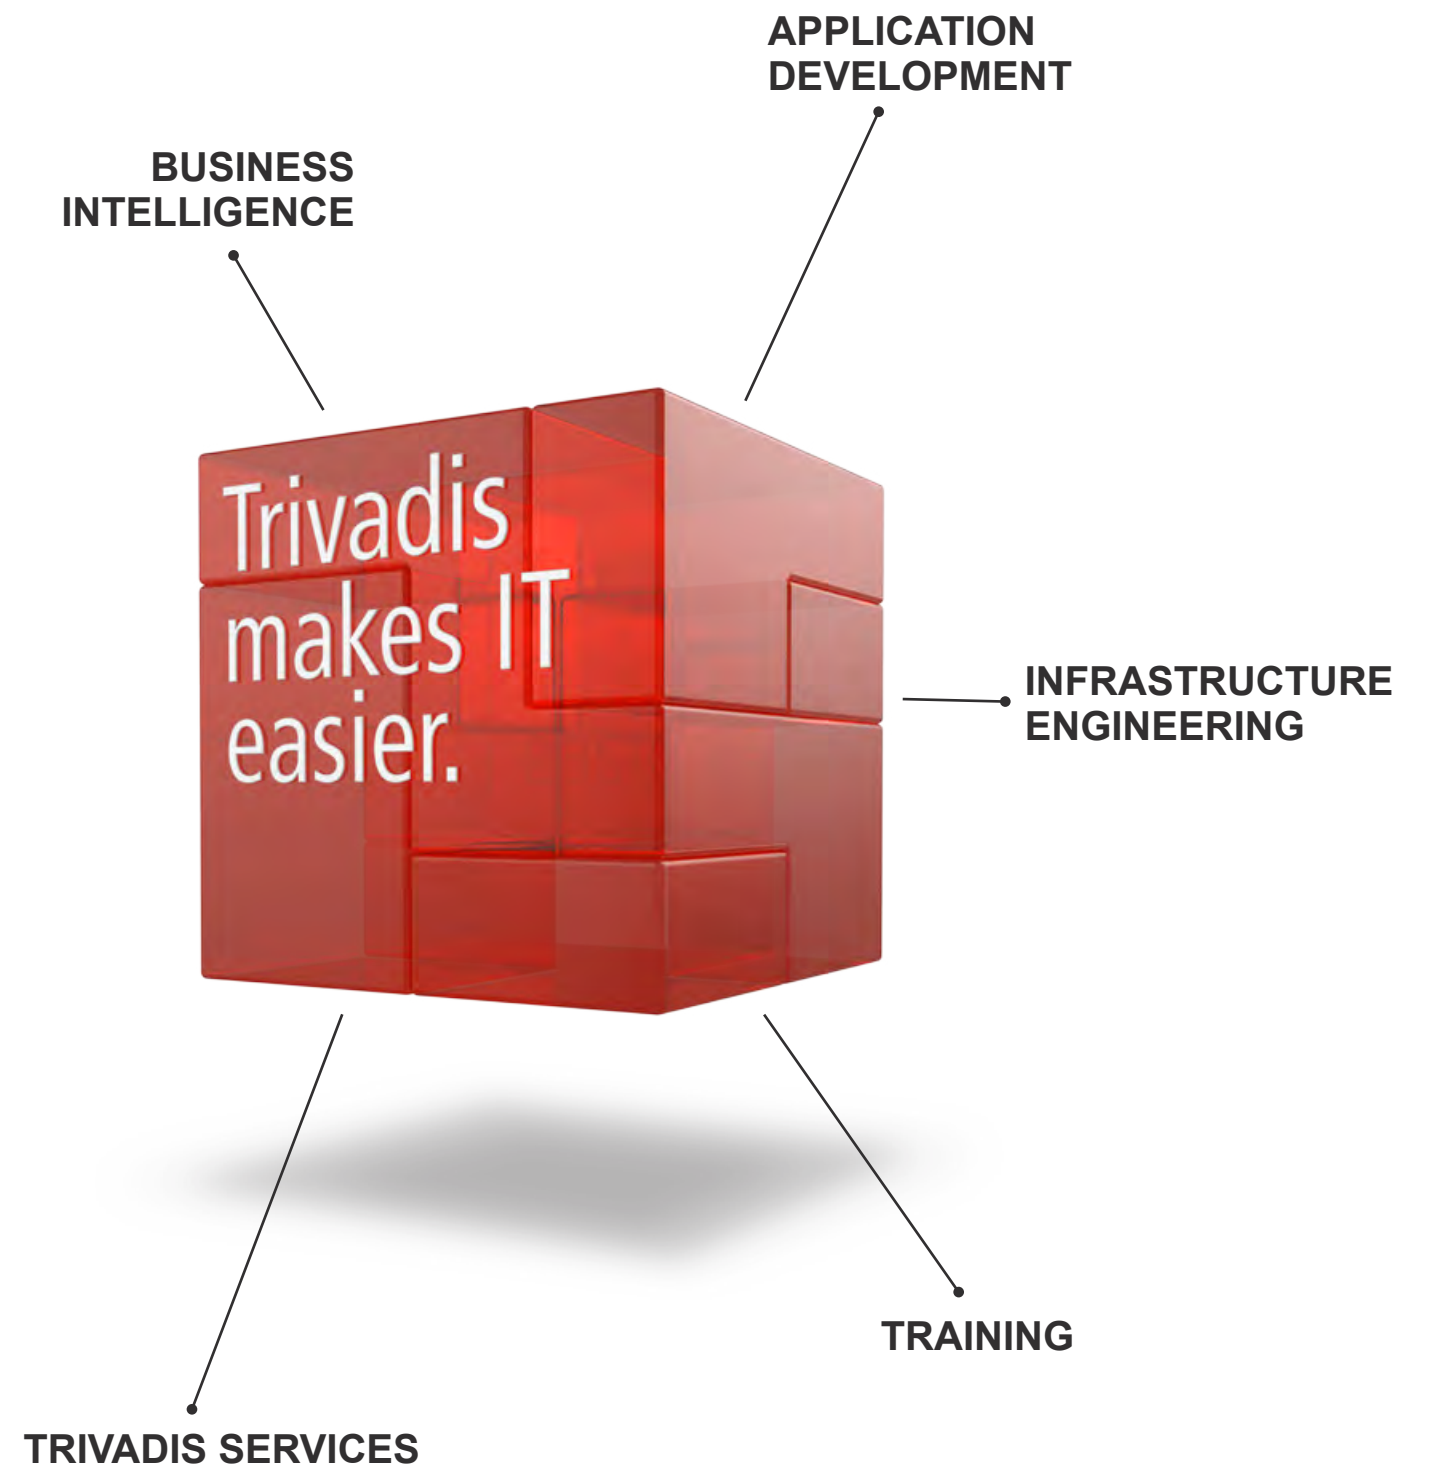 APPLICATION
DEVELOPMENT
BUSINESS
INTELLIGENCE
Trivadis
makes IT
easier.
INFRASTRUCTURE
ENGINEERING
TRAINING
TRIVADIS SERVICES